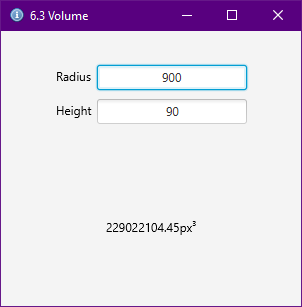 6.3 Volume
Radius 900
Height 90
229022104.45px³